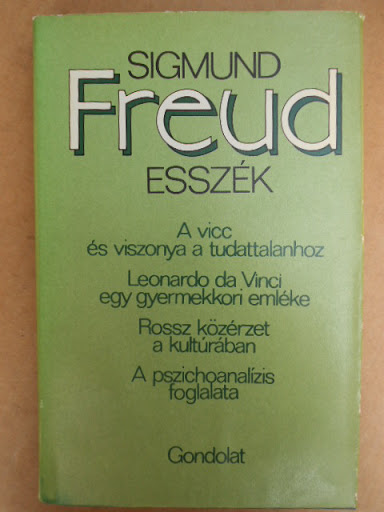 SIGMUND
Freud
ESSZÉK
A vicc
és viszonya a tudattalanhoz
Leonardo da Vinci
egy gyermekkori emléke
Rossz közérzet
a kultúrában
A pszichoanalízis
foglalata
Gondolat